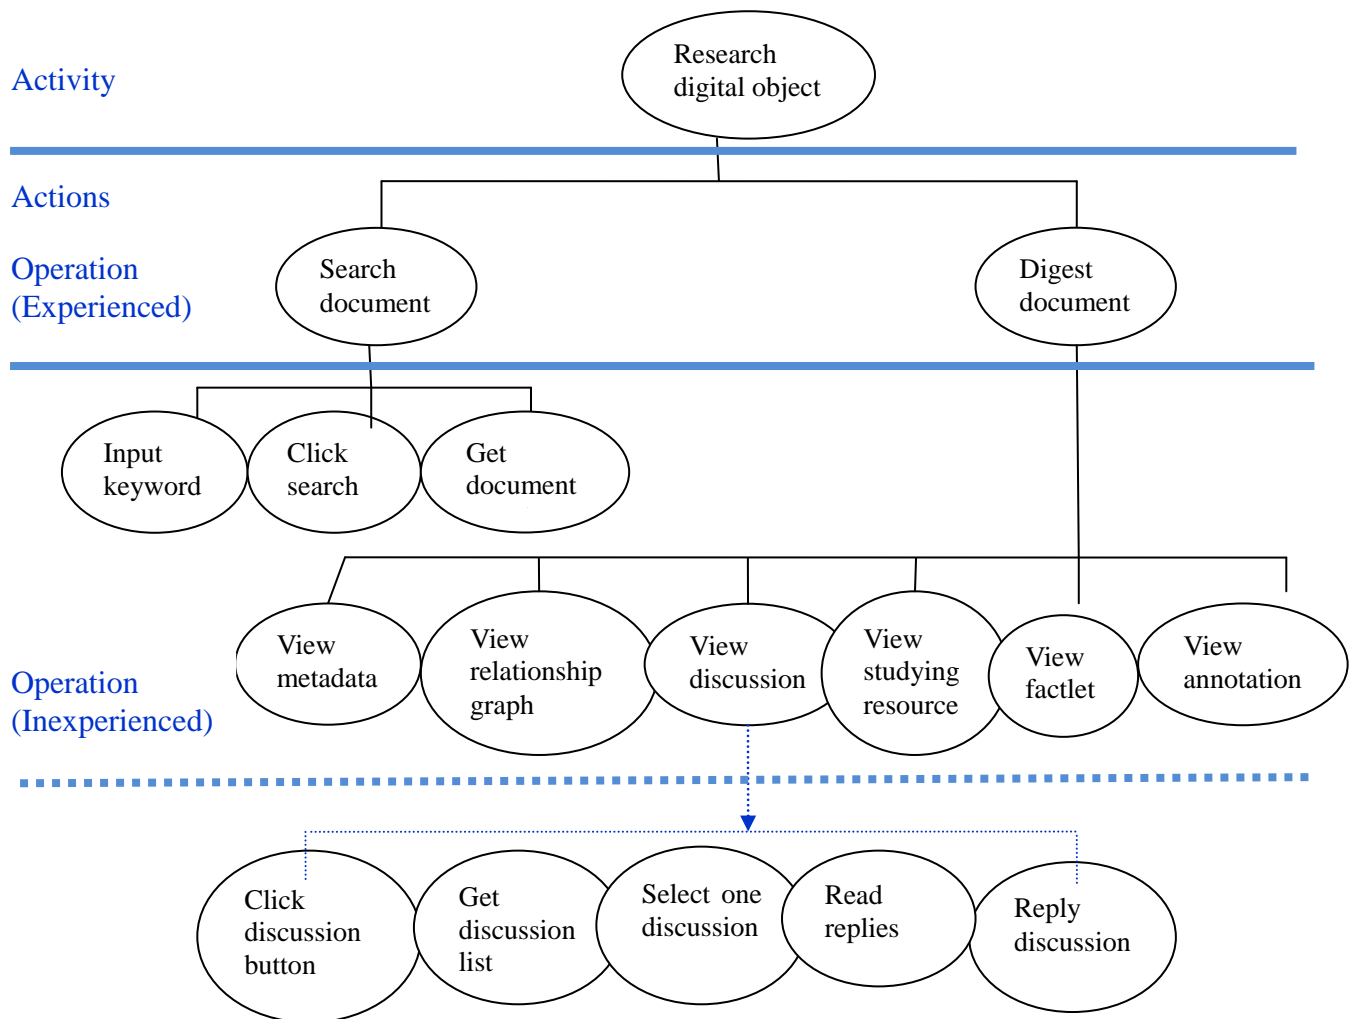 Research
digital object
Activity
Actions
Operation
(Experienced)
Search
document
Digest
document
Input
keyword
Click
search
Get
document
View
metadata
View
relationship
graph
View
discussion
View
studying
resource
View
factlet
View
annotation
Operation
(Inexperienced)
Click
discussion
button
Get
discussion
list
Select one
discussion
Read
replies
Reply
discussion